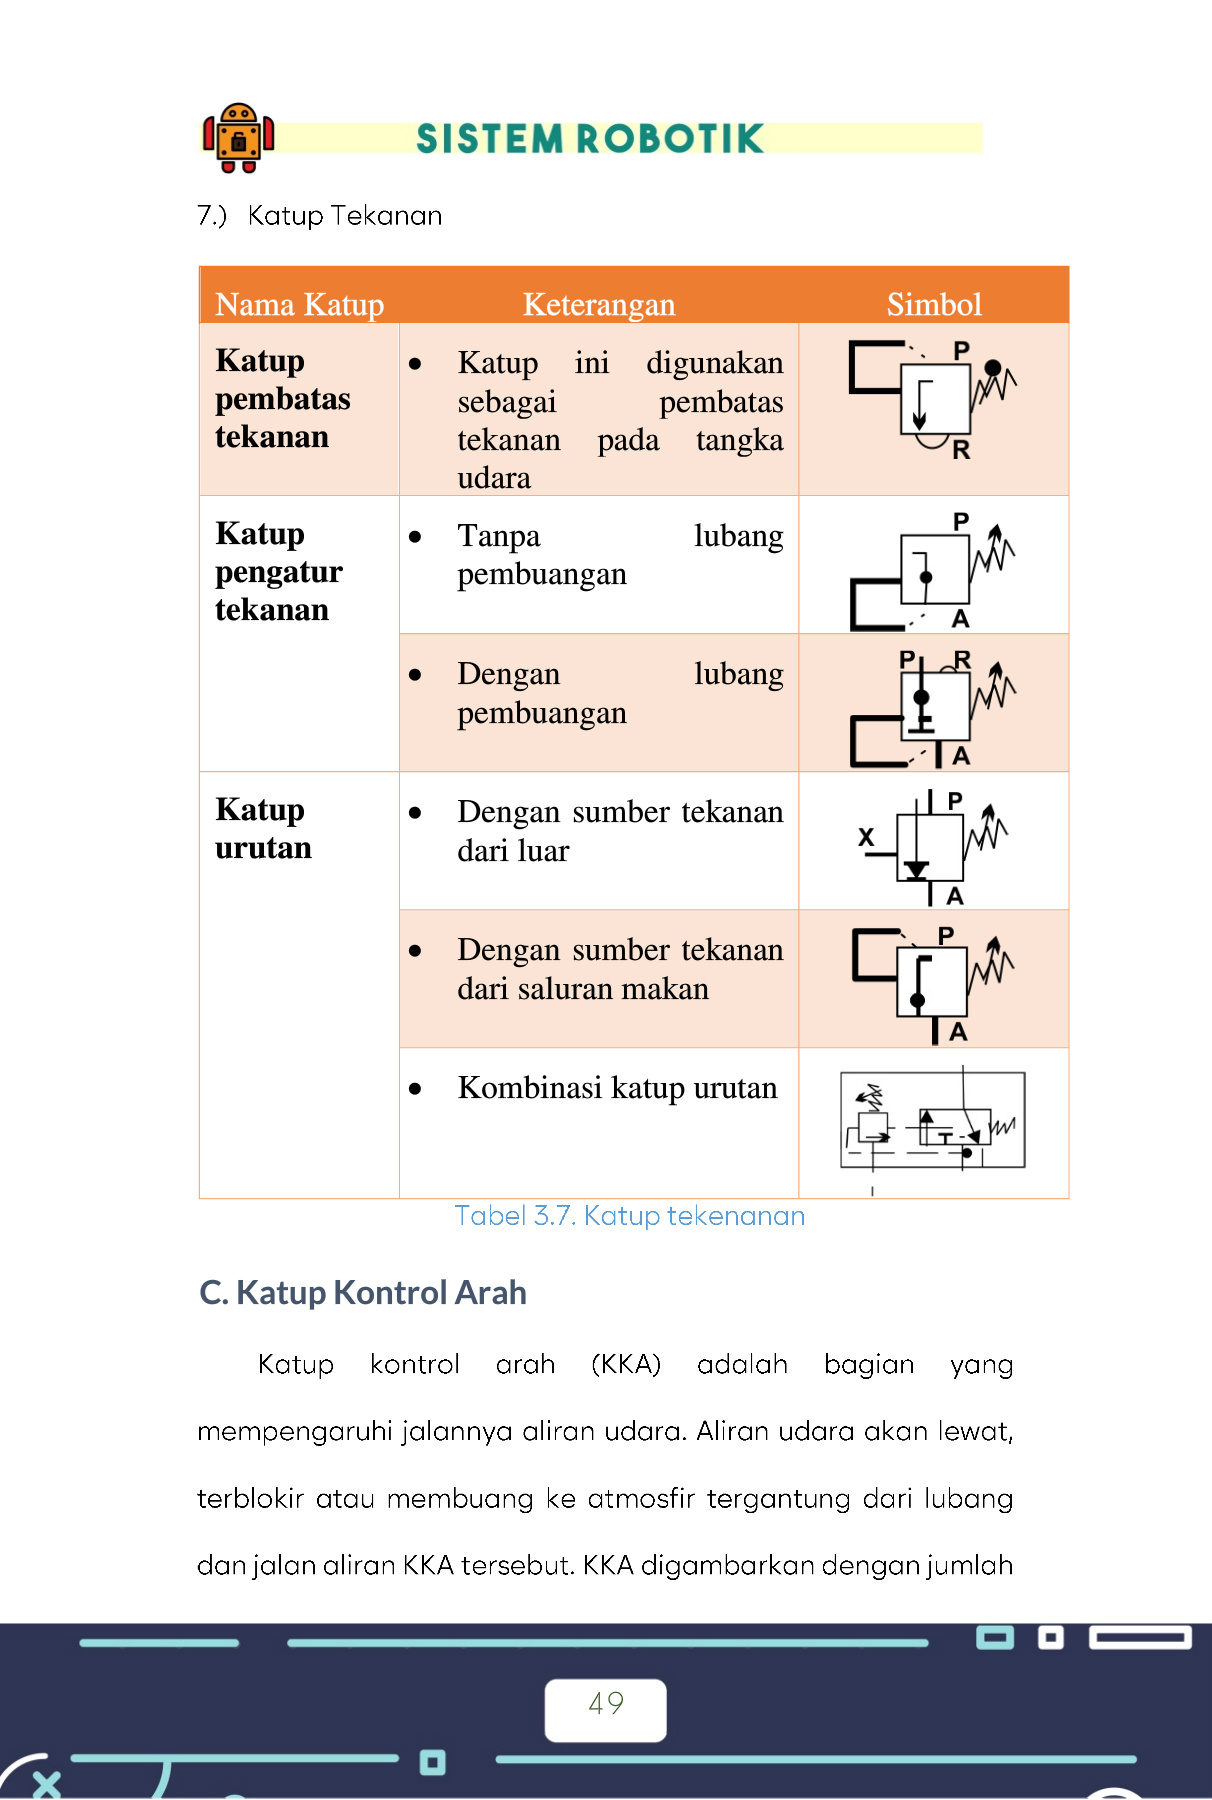 SISTEM ROBOTIK
7.) Katup Tekanan
Nama Katup Keterangan Simbol
Katup pembatas tekanan
• Katup ini digunakan
sebagai pembatas
tekanan pada tangka
udara
P
R
Katup pengatur tekanan
• Tanpa lubang
pembuangan
P
A
• Dengan lubang
pembuangan
P R
A
Katup urutan
• Dengan sumber tekanan
dari luar
P
X
A
• Dengan sumber tekanan
dari saluran makan
P
A
• Kombinasi katup urutan
Tabel 3.7. Katup tekenanan
C. Katup Kontrol Arah
Katup kontrol arah (KKA) adalah bagian yang
mempengaruhi jalannya aliran udara. Aliran udara akan lewat,
terblokir atau membuang ke atmosfir tergantung dari lubang
dan jalan aliran KKA tersebut. KKA digambarkan dengan jumlah
49